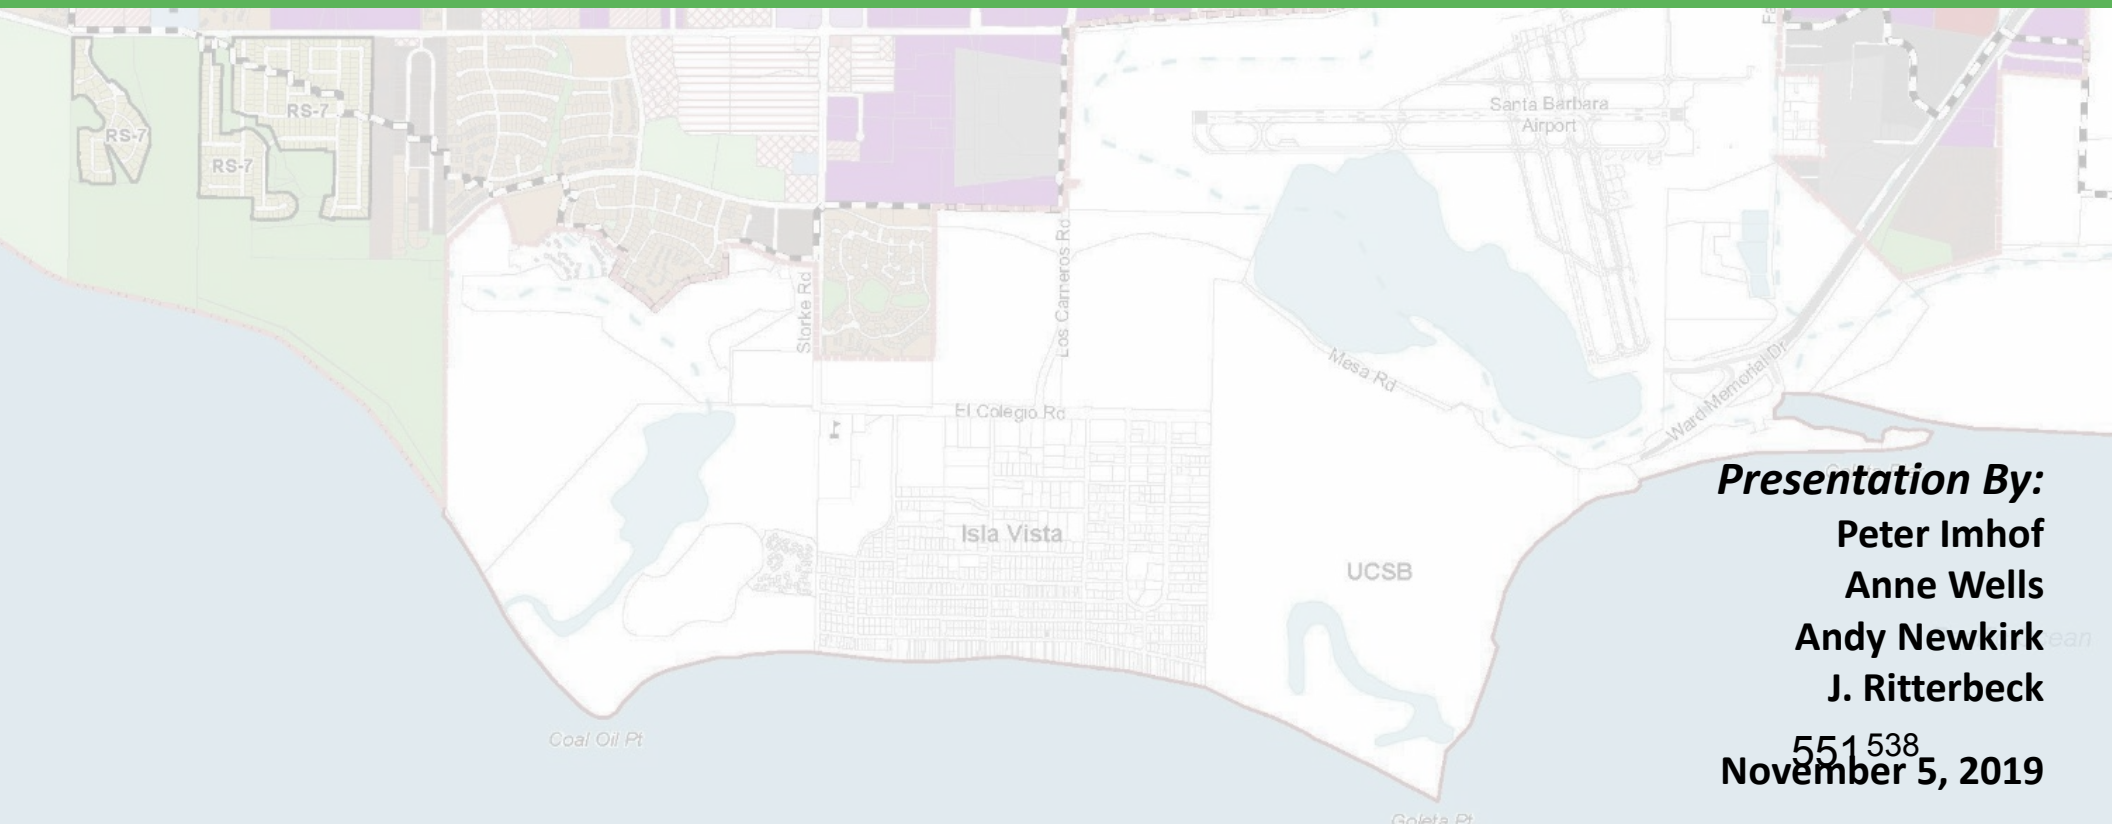 RS-7
RS-7
RS-7
Santa Barbara
Airport
Los Carneros Rd
Storke Rd
Mesa Rd
Ward Memorial Dr
El Colegio Rd
Isla Vista
UCSB
Coal Oil Pt
Goleta Pt
Presentation By:
Peter Imhof
Anne Wells
Andy Newkirk
J. Ritterbeck
551 538
November 5, 2019